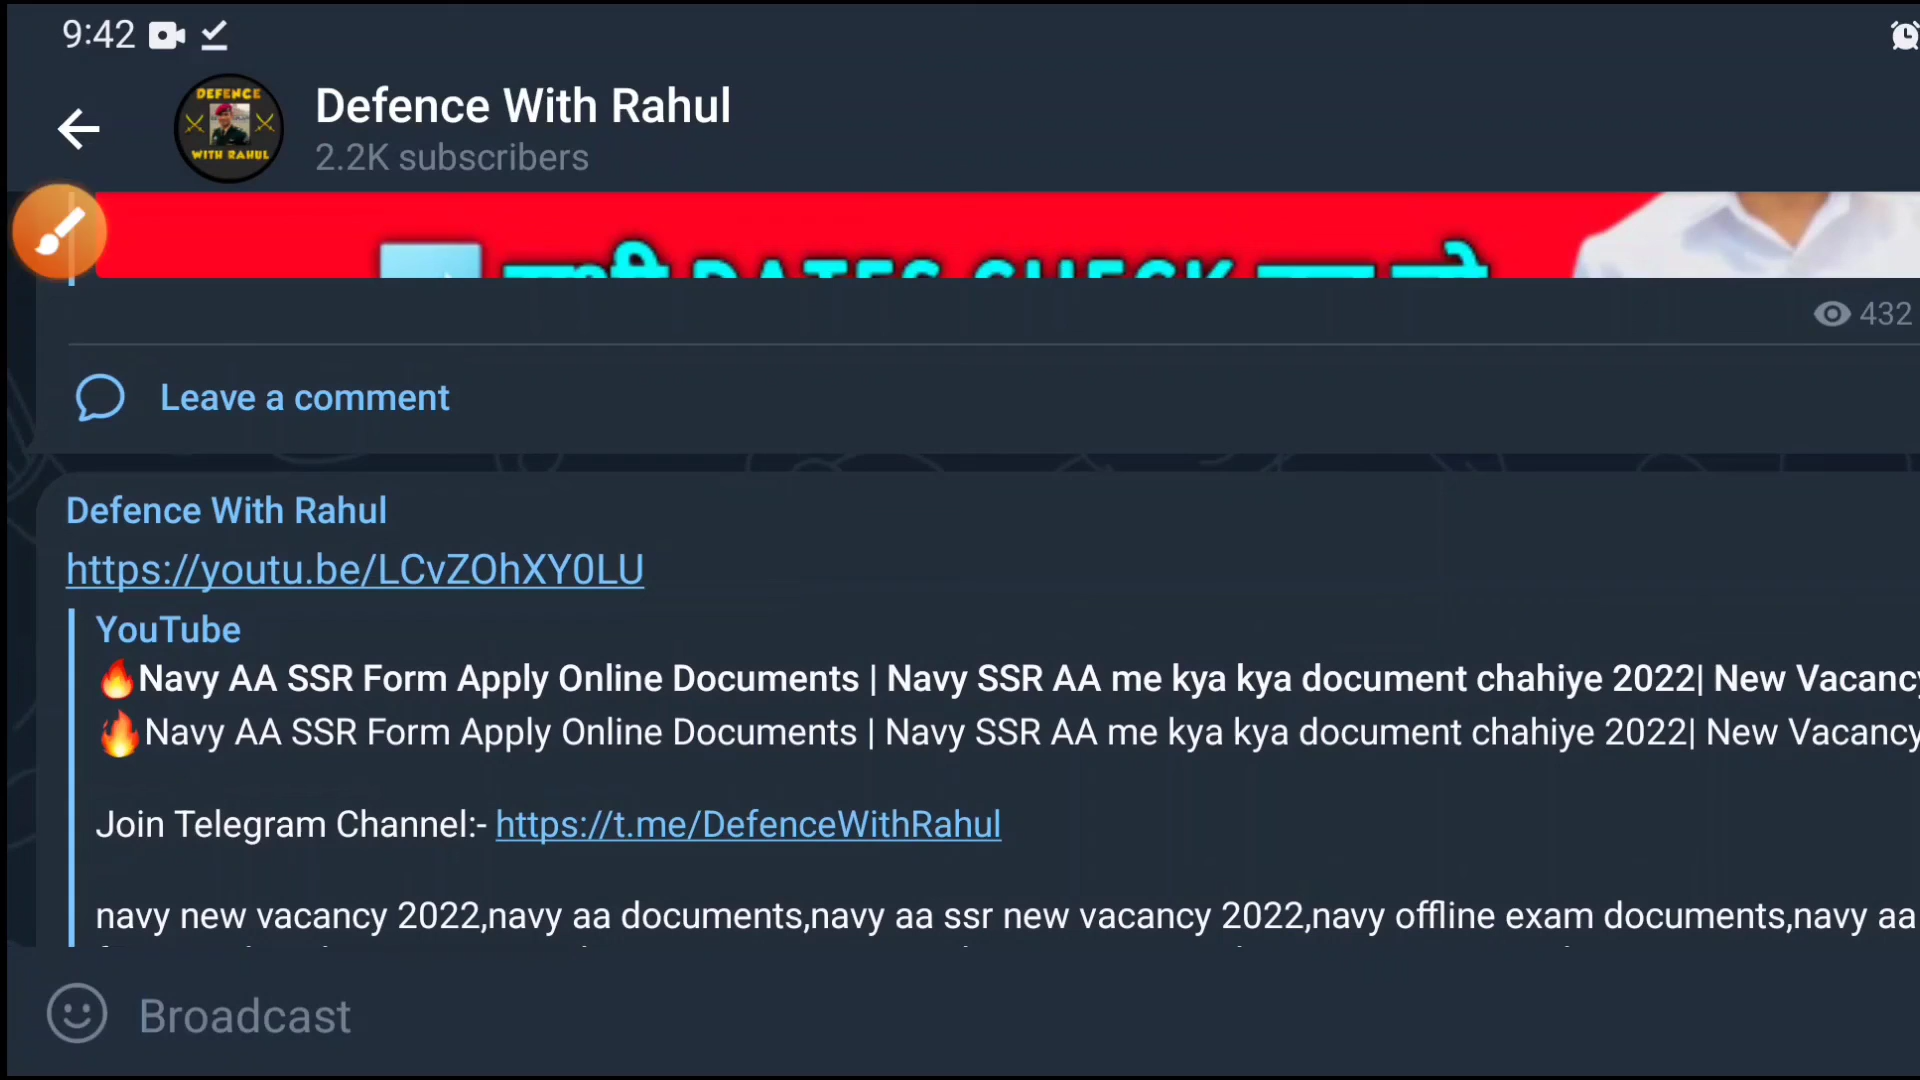 9:42
DEFENCE
WITH RAHUL
Defence With Rahul
2.2K subscribers
DATES CHECK
432
Leave a comment
Defence With Rahul
https://youtu.be/LCvZOhXY0LU
YouTube
🔥Navy AA SSR Form Apply Online Documents | Navy SSR AA me kya kya document chahiye 2022| New Vacancy
🔥Navy AA SSR Form Apply Online Documents | Navy SSR AA me kya kya document chahiye 2022| New Vacancy
Join Telegram Channel:- https://t.me/DefenceWithRahul
navy new vacancy 2022,navy aa documents,navy aa ssr new vacancy 2022,navy offline exam documents,navy aa
Broadcast